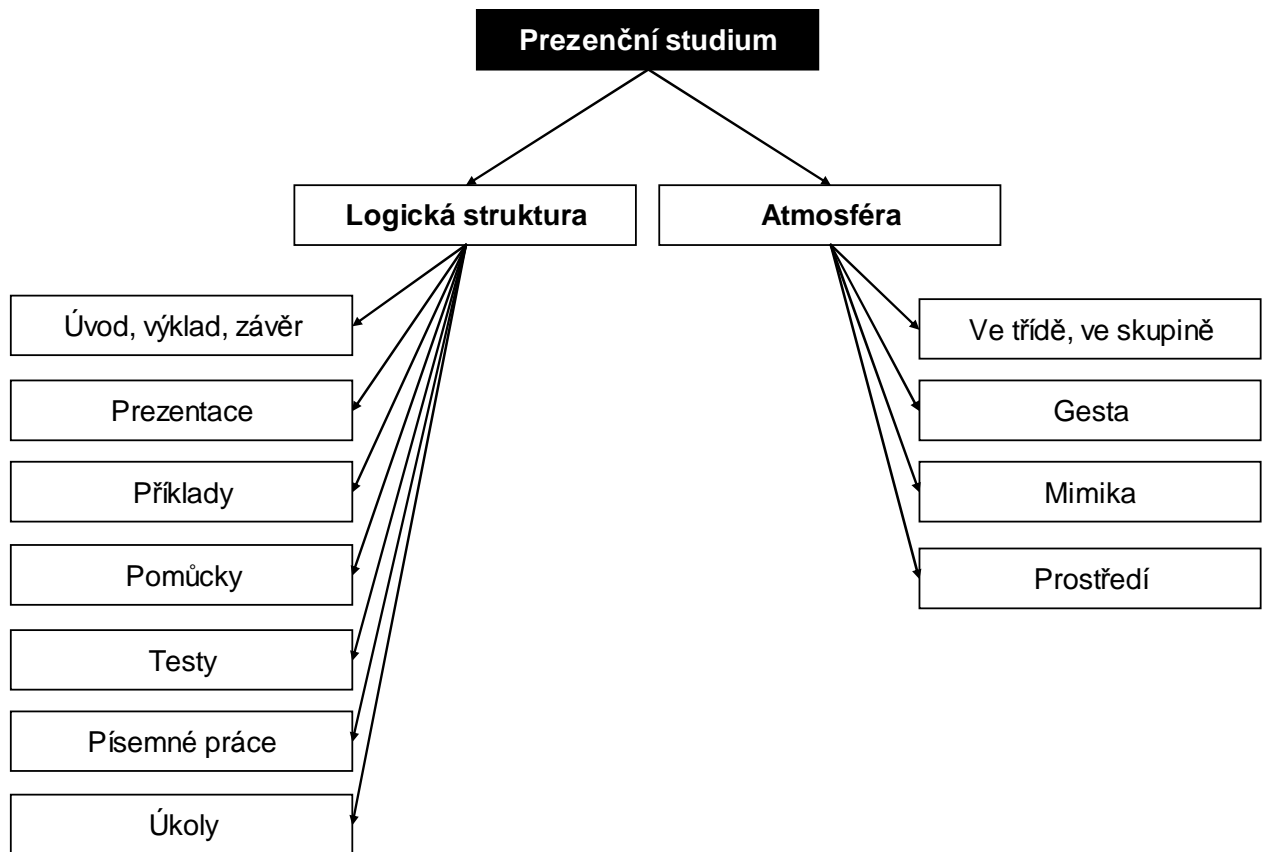 Prezenční studium
Logická struktura
Atmosféra
Úvod, výklad, závěr
Prezentace
Příklady
Pomůcky
Testy
Písemné práce
Úkoly
Ve třídě, ve skupině
Gesta
Mimika
Prostředí